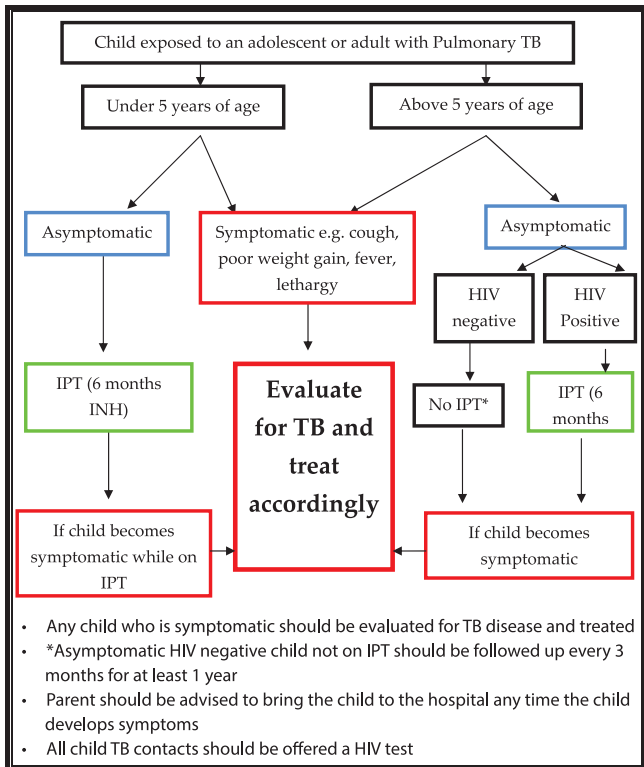 Child exposed to an adolescent or adult with Pulmonary TB
Under 5 years of age
Above 5 years of age
Asymptomatic
Symptomatic e.g. cough,
poor weight gain, fever,
lethargy
Asymptomatic
HIV
negative
HIV
Positive
IPT (6 months
INH)
Evaluate
for TB and
treat
accordingly
No IPT*
IPT (6
months
If child becomes
symptomatic while on
IPT
If child becomes
symptomatic
• Any child who is symptomatic should be evaluated for TB disease and treated
• *Asymptomatic HIV negative child not on IPT should be followed up every 3
months for at least 1 year
• Parent should be advised to bring the child to the hospital any time the child
develops symptoms
• All child TB contacts should be offered a HIV test